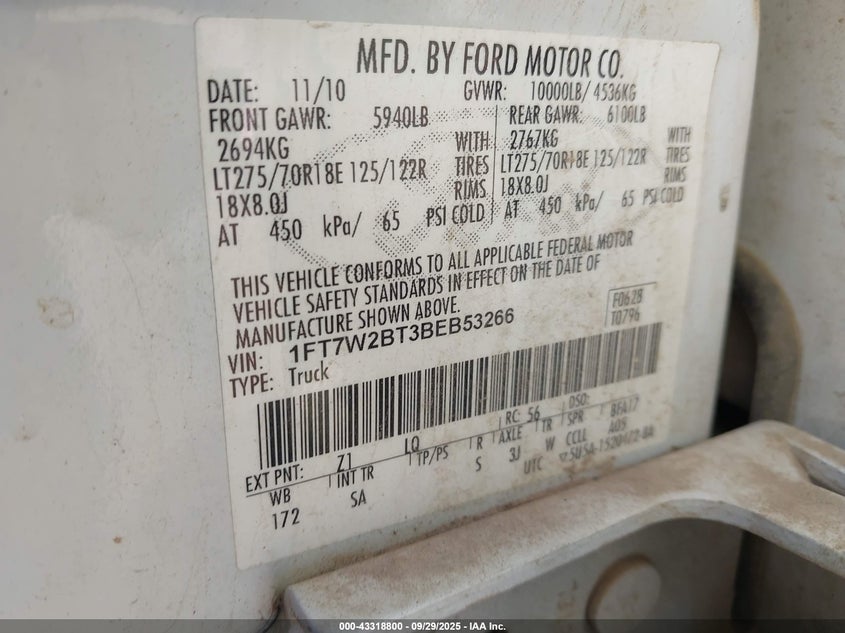 MFD. BY FORD MOTOR CO.
DATE: 11/10 GVWR: 10000LB/ 4536KG
FRONT GAWR: 5940LB REAR GAWR: 6100LB
2694KG WITH 2767KG WITH
LT275/70R18E 125/122R TIRES LT275/70R18E 125/122R TIRES
18X8.0J RIMS 18X8.0J RIMS
AT 450 kPa/ 65 PSI COLD AT 450 kPa/ 65 PSI COLD
THIS VEHICLE CONFORMS TO ALL APPLICABLE FEDERAL MOTOR
VEHICLE SAFETY STANDARDS IN EFFECT ON THE DATE OF
MANUFACTURE SHOWN ABOVE.
F0628
T0796
VIN: 1FT7W2BT3BEB53266
TYPE: Truck
RC: 56 DSO:
EXT PNT: Z1 LQ
WB INT TR TP/PS R AXLE TR SPR B6A17
172 SA S 3J W CCLL A09
UTC
000-43318800 - 09/29/2025 - IAA, Inc.